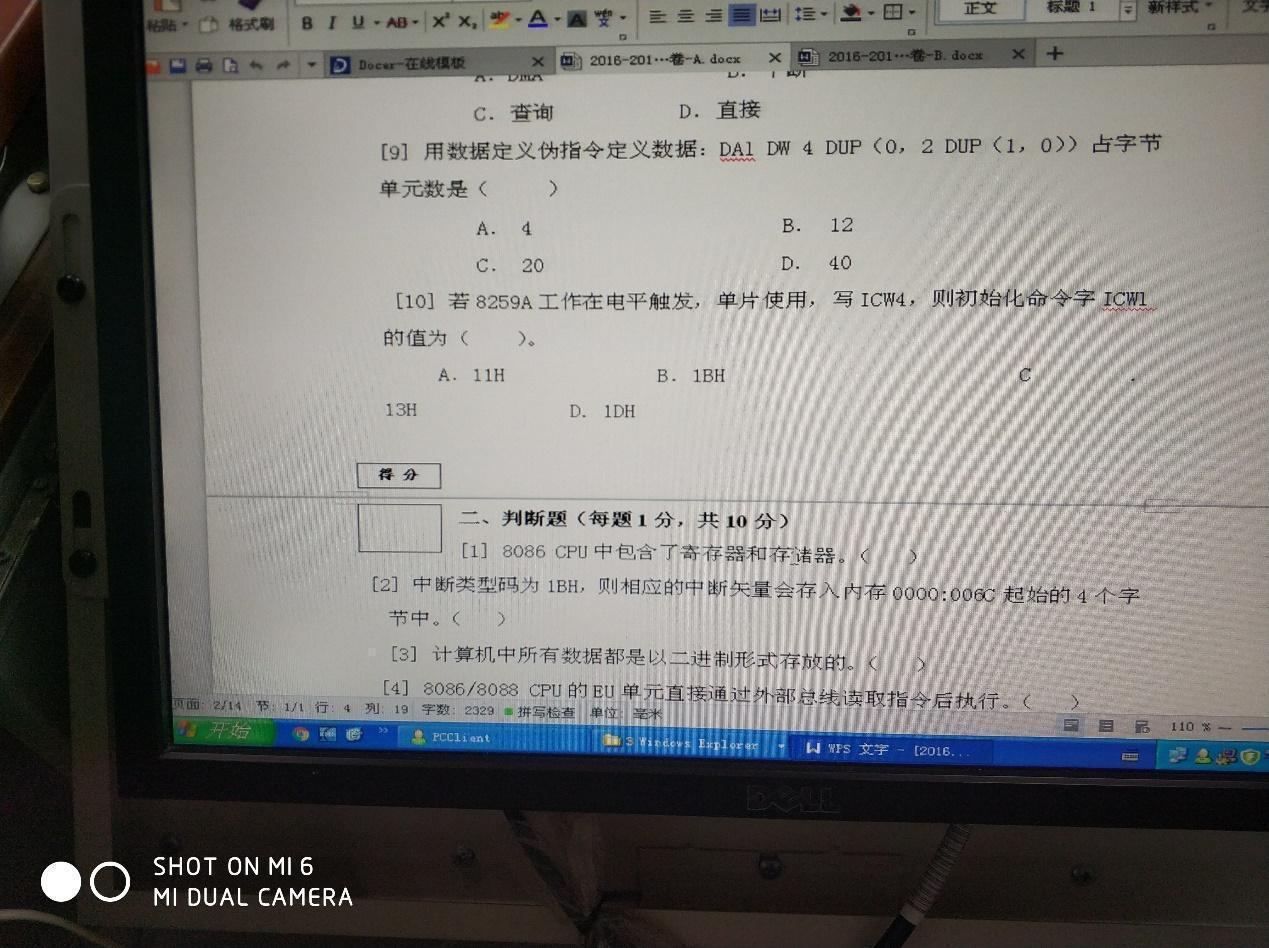 粘贴 格式刷 B I U AB X² X₂ A A 正文 标题 1 新样式 文字
Docer-在线模板 2016-201···卷-A.docx 2016-201···卷-B.docx
A. DMA B. 中断
C. 查询 D. 直接
[9] 用数据定义伪指令定义数据：DA1 DW 4 DUP（0，2 DUP（1，0））占字节
单元数是（ ）
A. 4 B. 12
C. 20 D. 40
[10] 若 8259A 工作在电平触发，单片使用，写 ICW4，则初始化命令字 ICW1
的值为（ ）。
A. 11H B. 1BH C .
13H D. 1DH
得 分
二、判断题（每题 1 分，共 10 分）
[1] 8086 CPU 中包含了寄存器和存储器。（ ）
[2] 中断类型码为 1BH，则相应的中断矢量会存入内存 0000:006C 起始的 4 个字
节中。（ ）
[3] 计算机中所有数据都是以二进制形式存放的。（ ）
[4] 8086/8088 CPU 的 EU 单元直接通过外部总线读取指令后执行。（ ）
页面: 2/14 节: 1/1 行: 4 列: 19 字数: 2329 拼写检查 单位: 毫米 110 %
开始 PCClient 3 Windows Explorer WPS 文字 - [2016...
DELL
SHOT ON MI 6
MI DUAL CAMERA